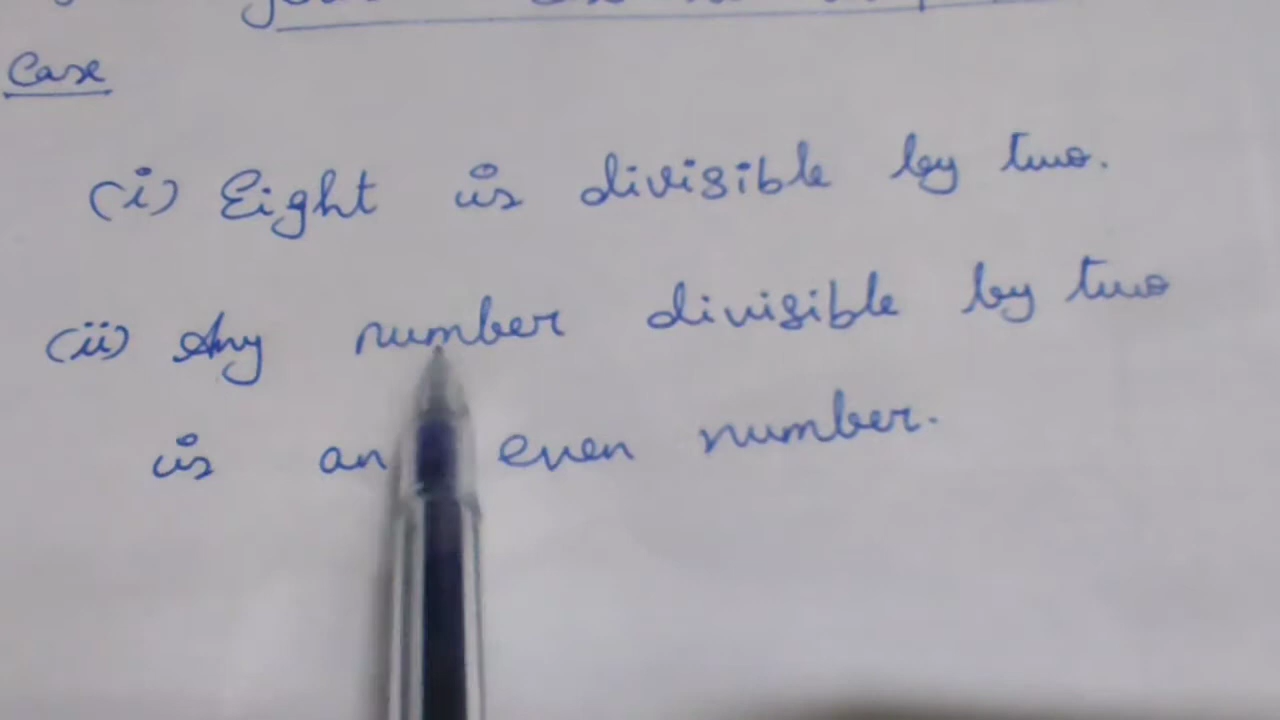 Case
(i) Eight is divisible by two.
(ii) Any number divisible by two
is an even number.